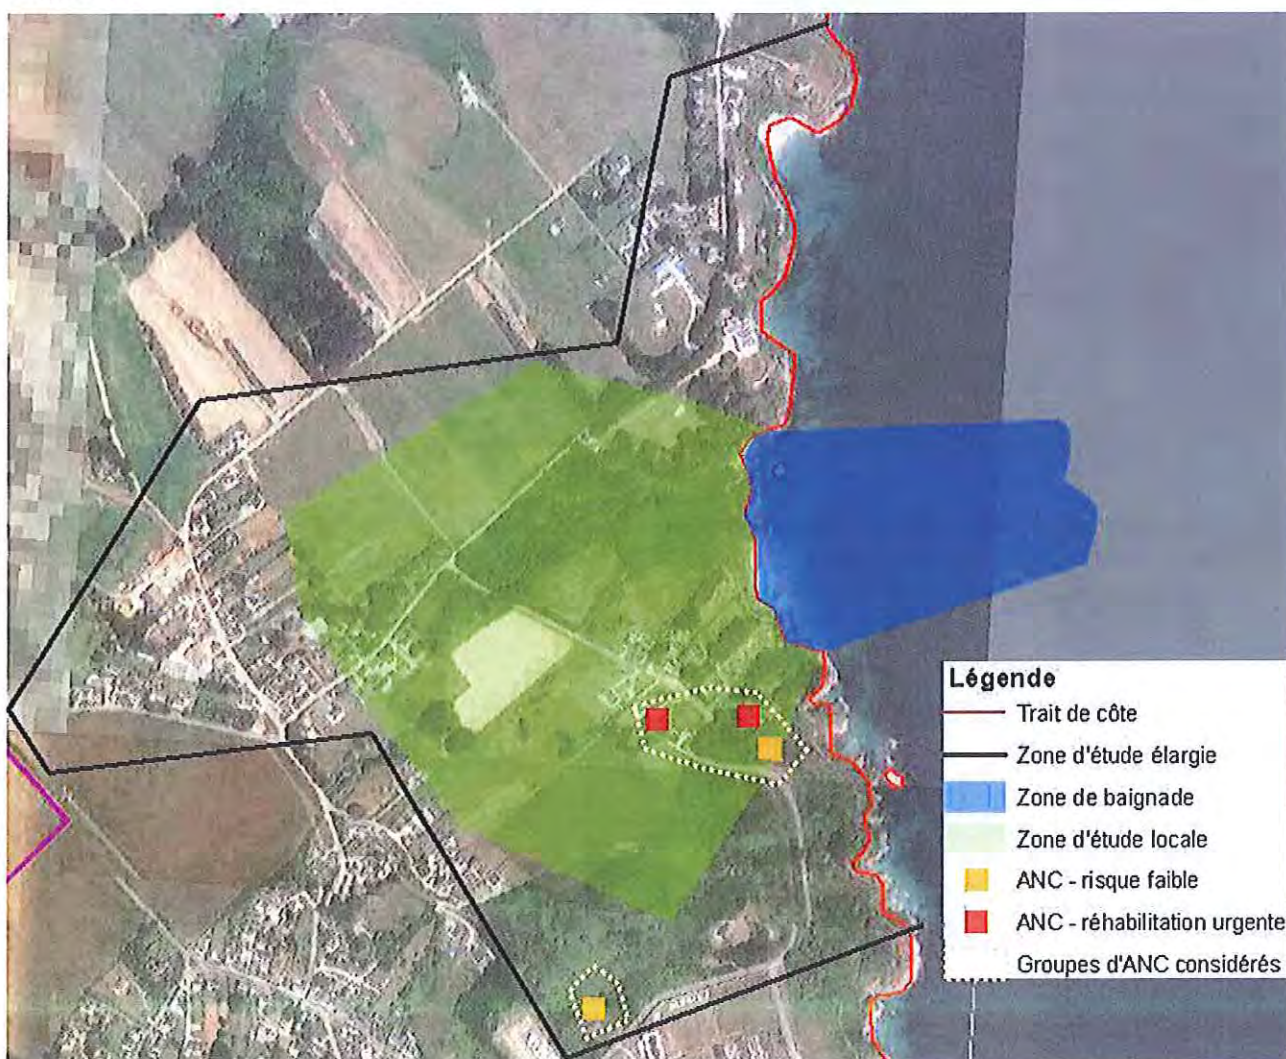 Légende
Trait de côte
Zone d'étude élargie
Zone de baignade
Zone d'étude locale
ANC - risque faible
ANC - réhabilitation urgente
Groupes d'ANC considérés